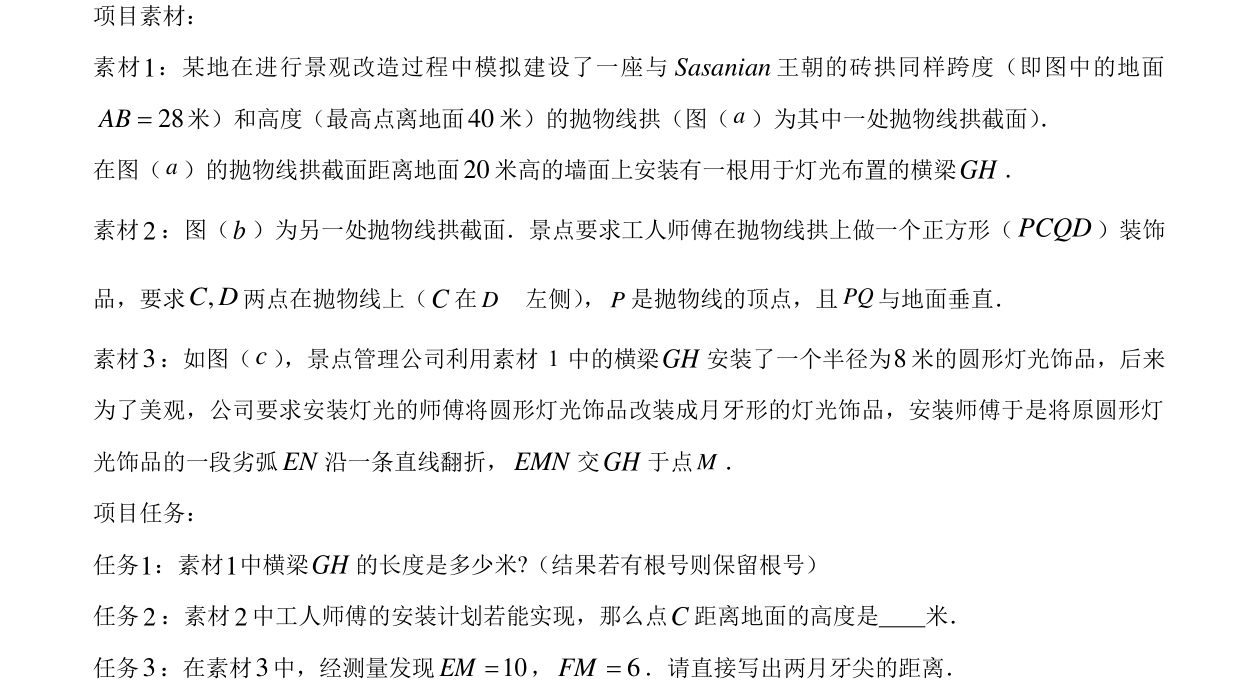 项目素材：
素材1：某地在进行景观改造过程中模拟建设了一座与 Sasanian 王朝的砖拱同样跨度（即图中的地面
AB = 28米）和高度（最高点离地面40 米）的抛物线拱（图（a）为其中一处抛物线拱截面）．
在图（a）的抛物线拱截面距离地面20 米高的墙面上安装有一根用于灯光布置的横梁GH．
素材2：图（b）为另一处抛物线拱截面．景点要求工人师傅在抛物线拱上做一个正方形（PCQD）装饰
品，要求C, D两点在抛物线上（C在D 左侧），P是抛物线的顶点，且PQ与地面垂直．
素材3：如图（c），景点管理公司利用素材 1 中的横梁GH安装了一个半径为8米的圆形灯光饰品，后来
为了美观，公司要求安装灯光的师傅将圆形灯光饰品改装成月牙形的灯光饰品，安装师傅于是将原圆形灯
光饰品的一段劣弧EN沿一条直线翻折，EMN交GH于点M．
项目任务：
任务1：素材1中横梁GH的长度是多少米?（结果若有根号则保留根号）
任务2：素材2中工人师傅的安装计划若能实现，那么点C距离地面的高度是____米．
任务3：在素材3中，经测量发现EM =10，FM = 6．请直接写出两月牙尖的距离．